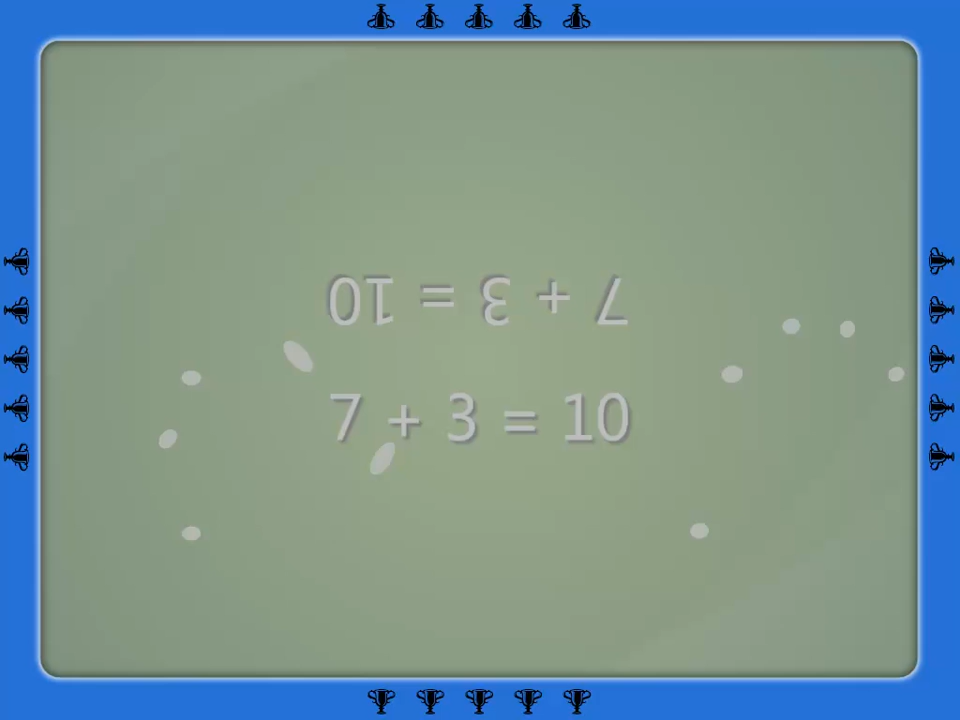 7 + 3 = 10
7 + 3 = 10